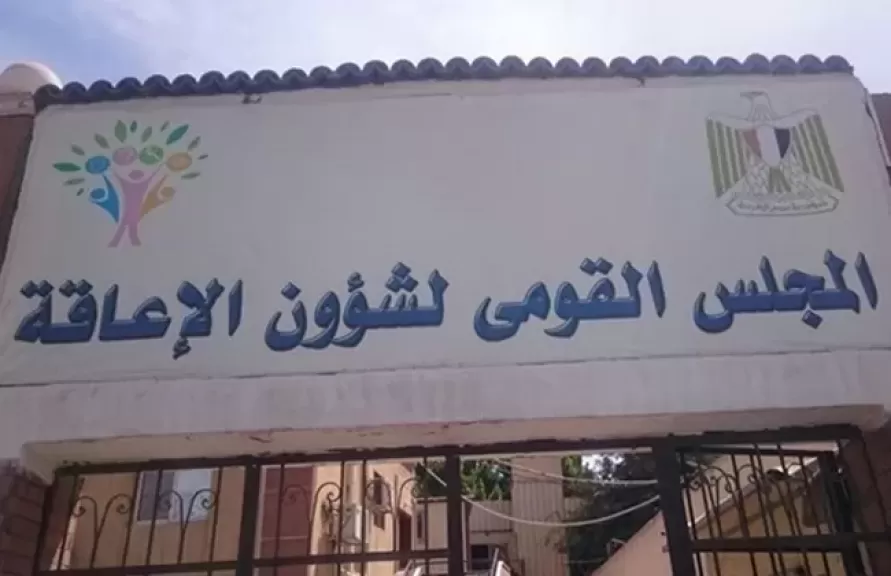 المجلس القومى لشؤون الإعاقة